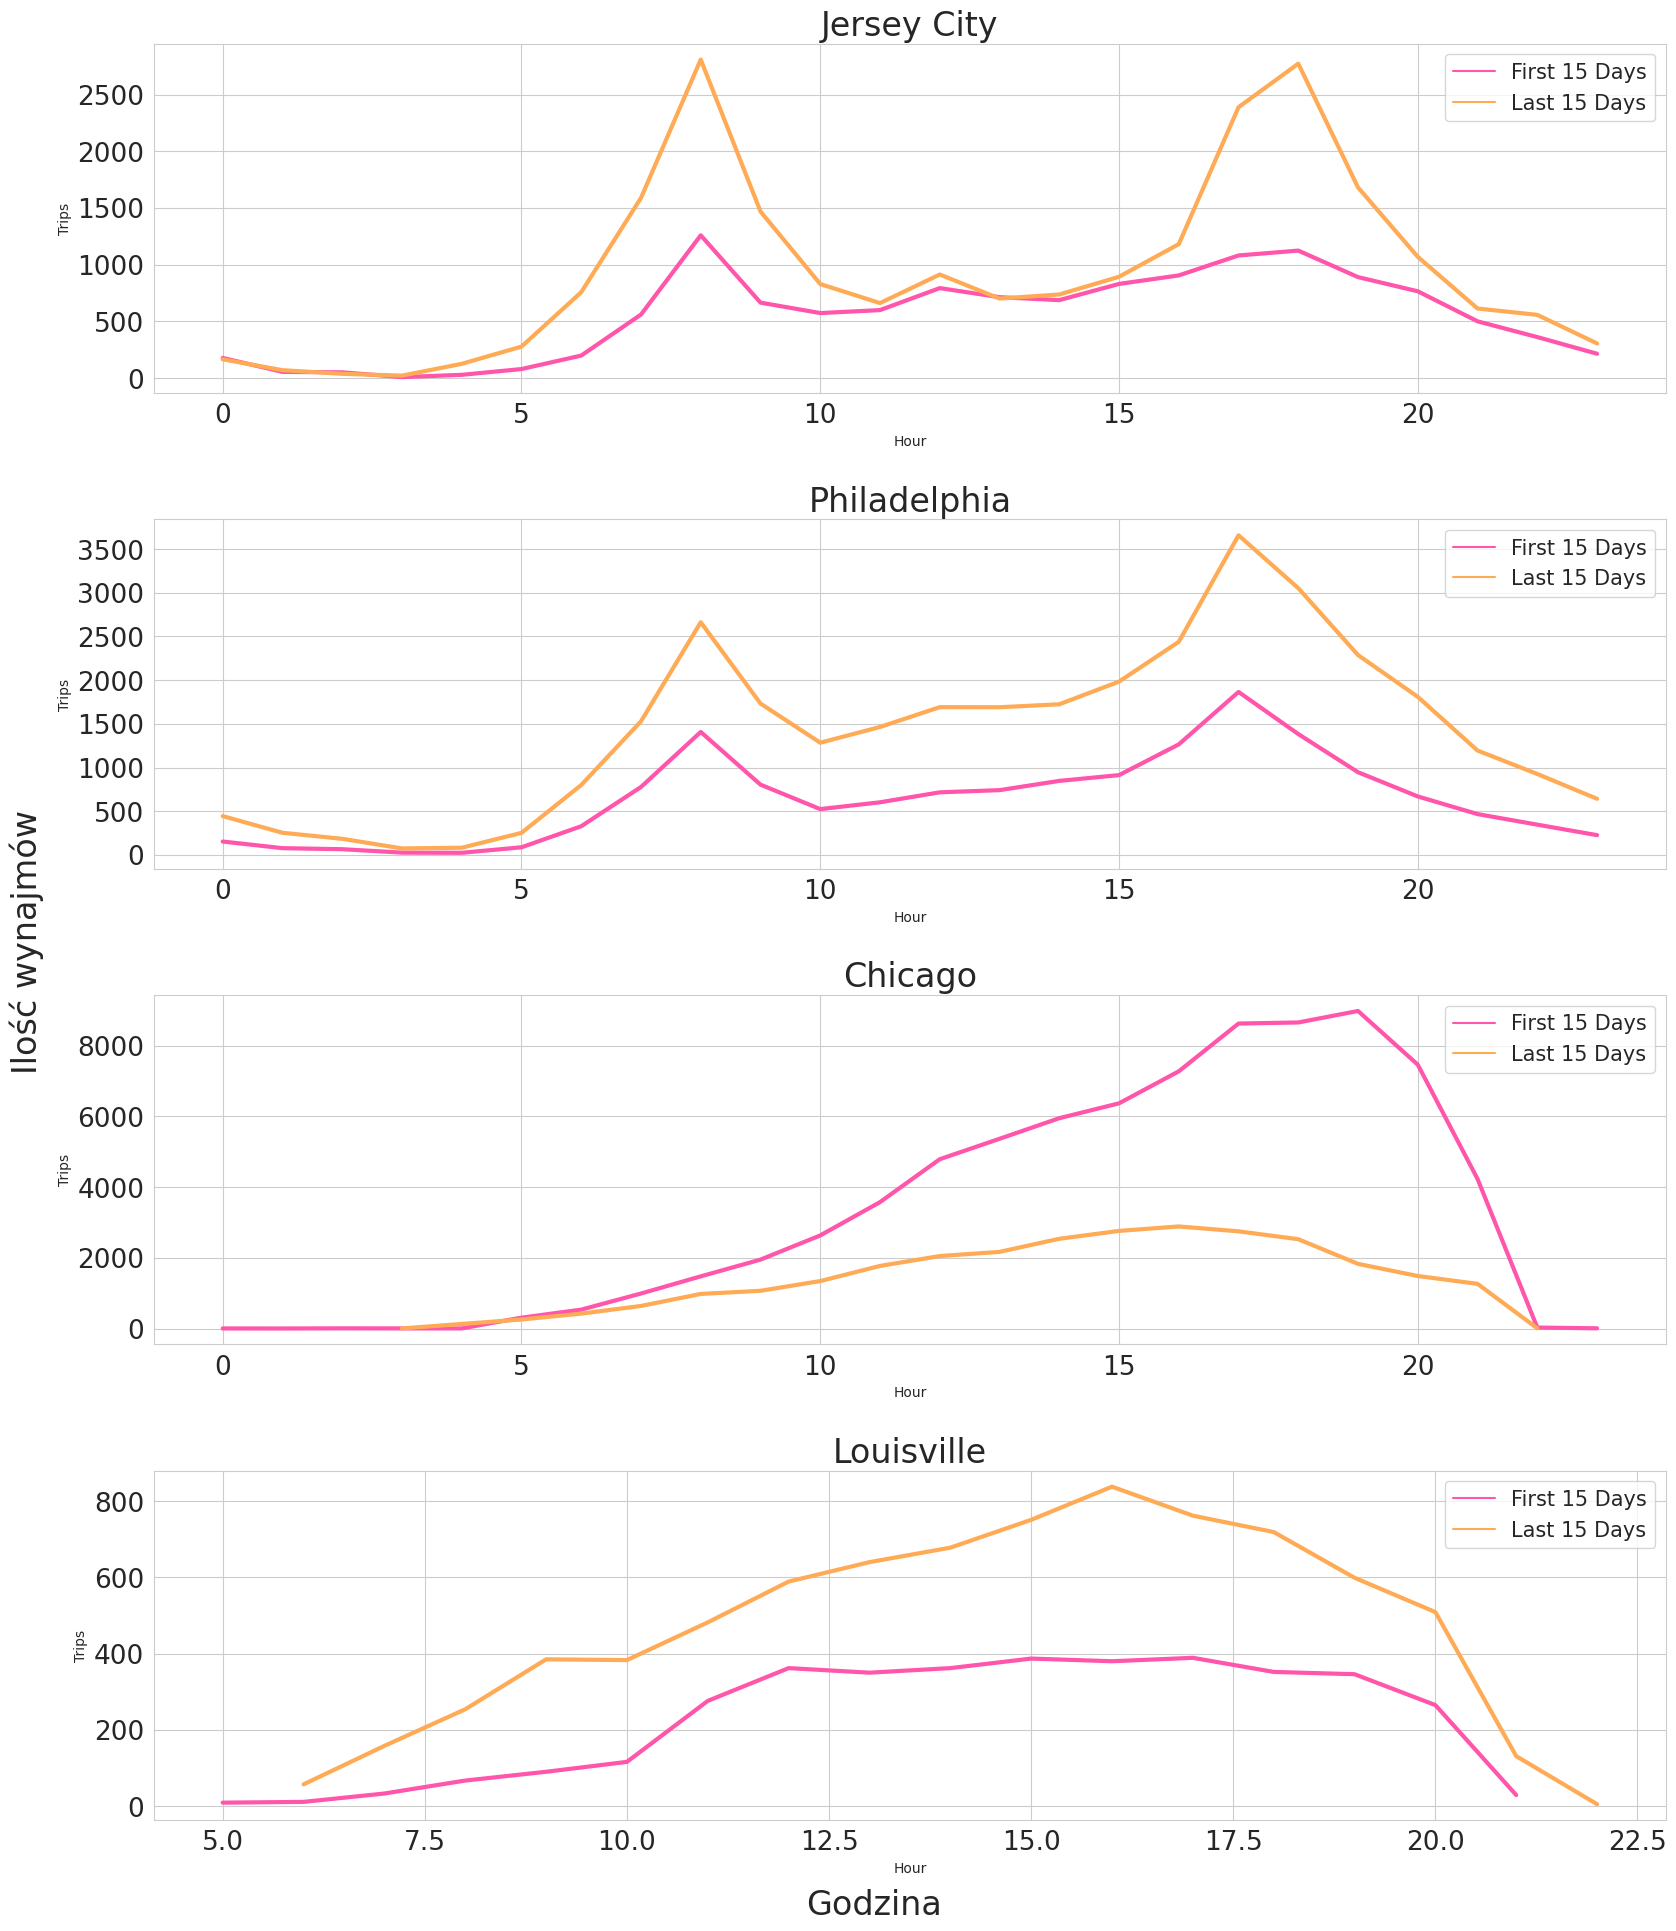 Jersey City
First 15 Days
Last 15 Days
2500
2000
1500
1000
500
0
Trips
0 5 10 15 20
Hour
Philadelphia
First 15 Days
Last 15 Days
3500
3000
2500
2000
1500
1000
500
0
Trips
0 5 10 15 20
Hour
Ilość wynajmów
Chicago
First 15 Days
Last 15 Days
8000
6000
4000
2000
0
Trips
0 5 10 15 20
Hour
Louisville
First 15 Days
Last 15 Days
800
600
400
200
0
Trips
5.0 7.5 10.0 12.5 15.0 17.5 20.0 22.5
Hour
Godzina